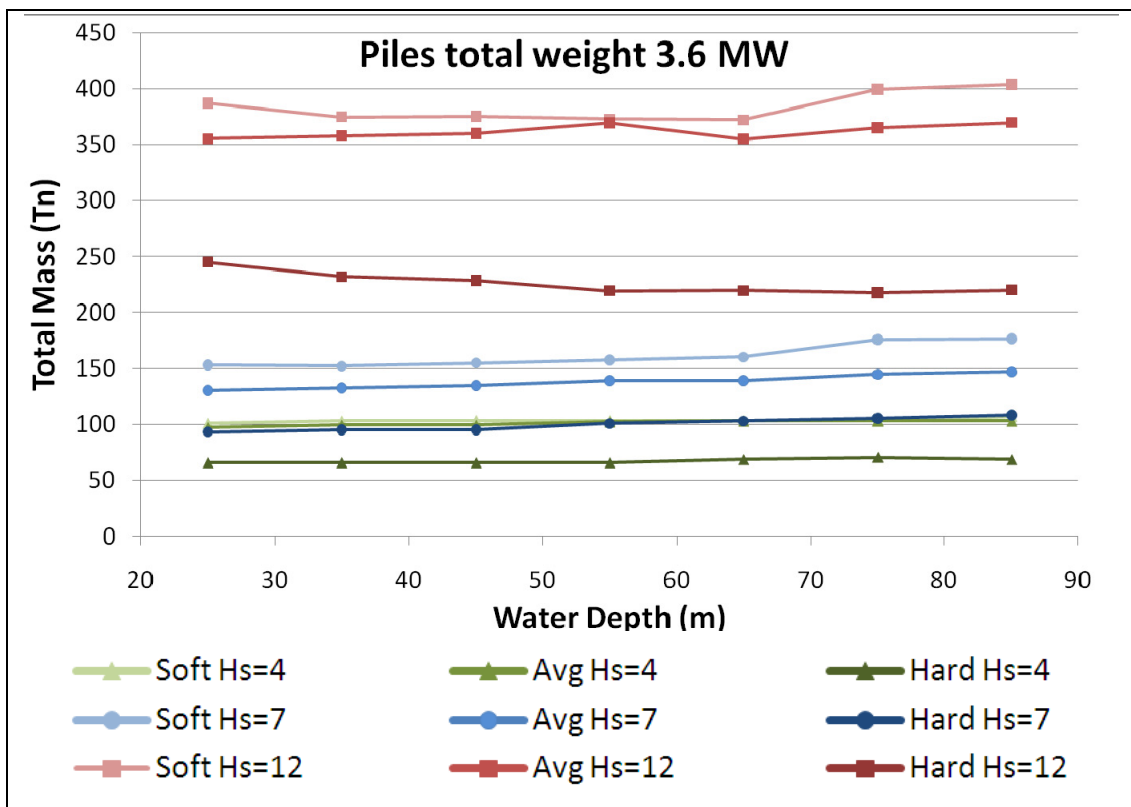 Piles total weight 3.6 MW
Total Mass (Tn)
450
400
350
300
250
200
150
100
50
0
20 30 40 50 60 70 80 90
Water Depth (m)
Soft Hs=4 Avg Hs=4 Hard Hs=4
Soft Hs=7 Avg Hs=7 Hard Hs=7
Soft Hs=12 Avg Hs=12 Hard Hs=12